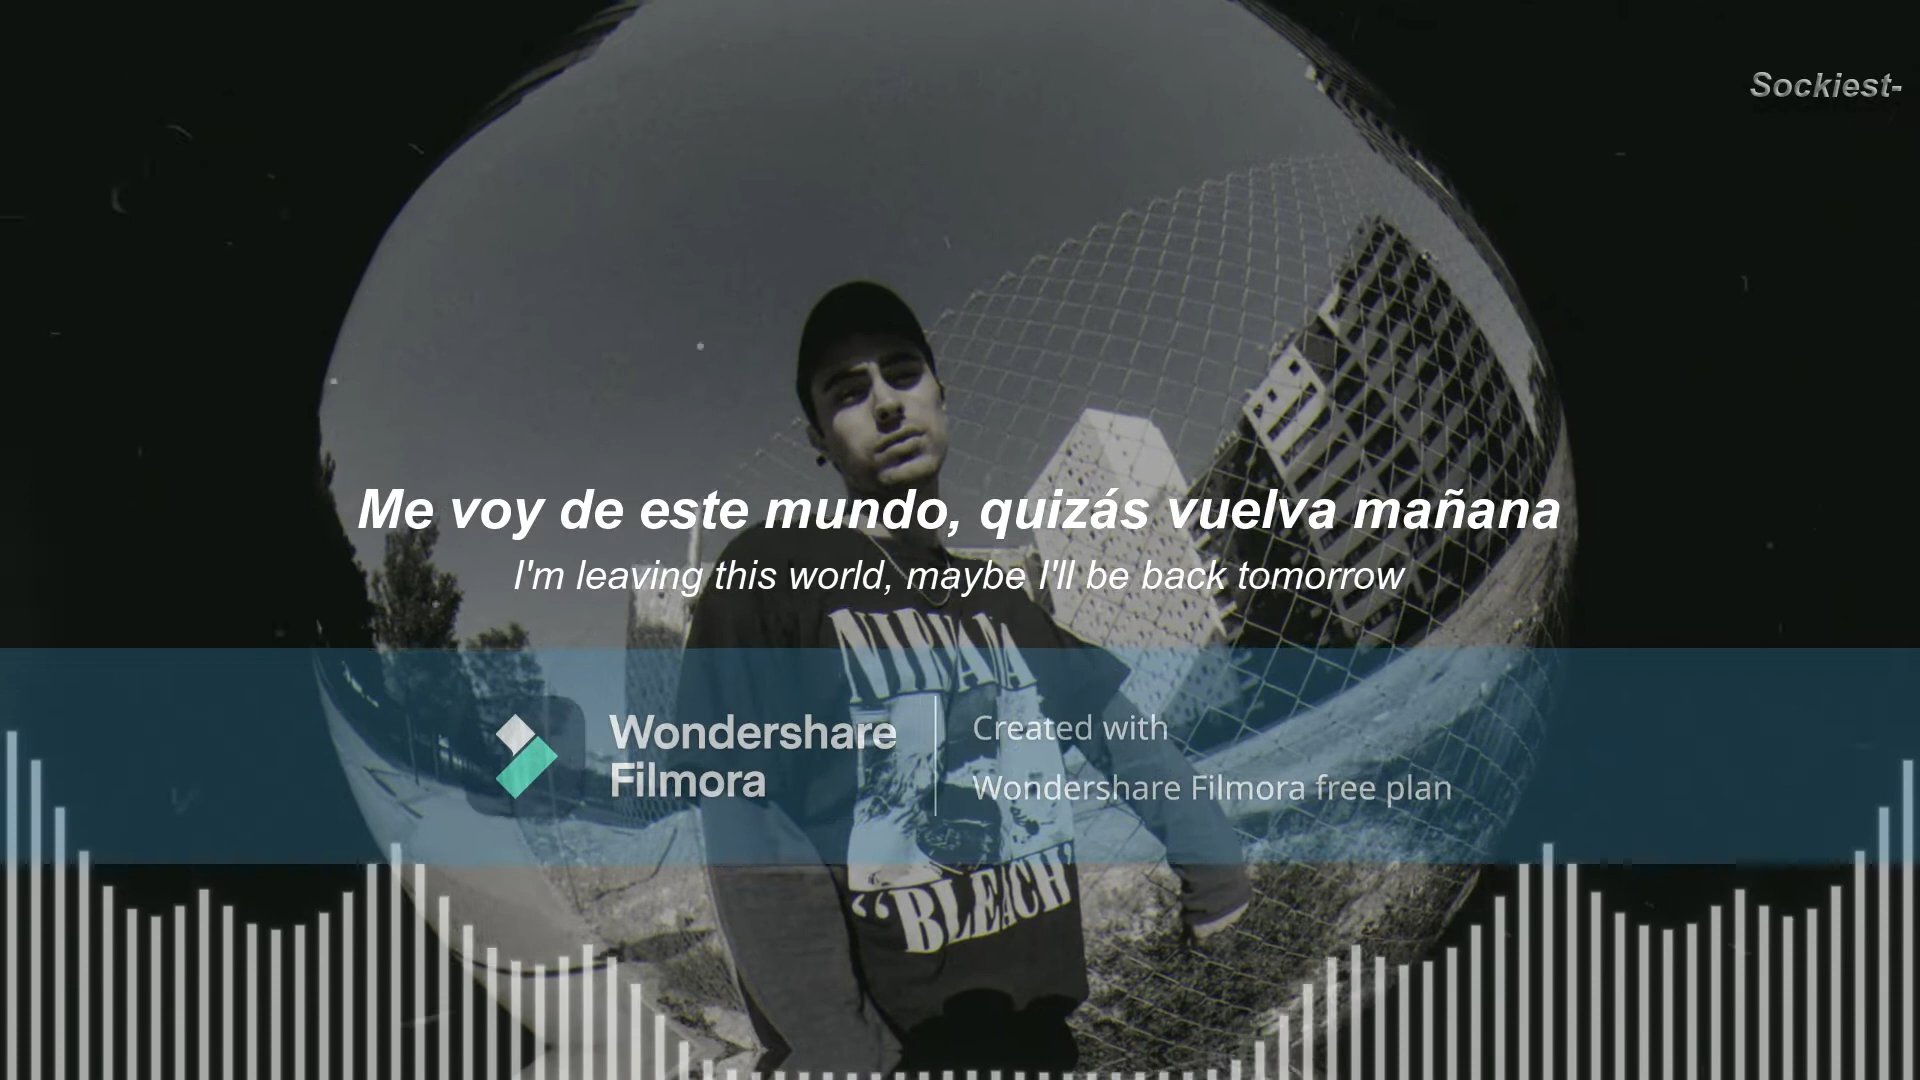 Sockiest-
Me voy de este mundo, quizás vuelva mañana
I'm leaving this world, maybe I'll be back tomorrow
NIRVANA
Wondershare
Filmora
Created with
Wondershare Filmora free plan
“BLEACH”